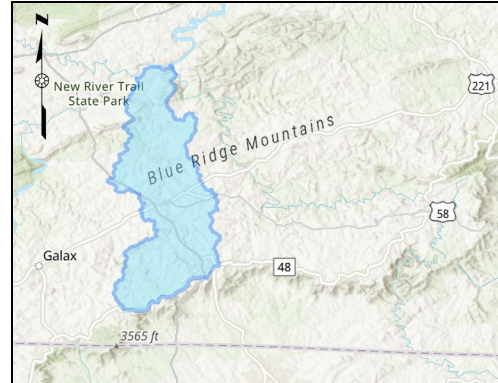 N
New River Trail
State Park
221
Blue Ridge Mountains
58
Galax
48
3565 ft